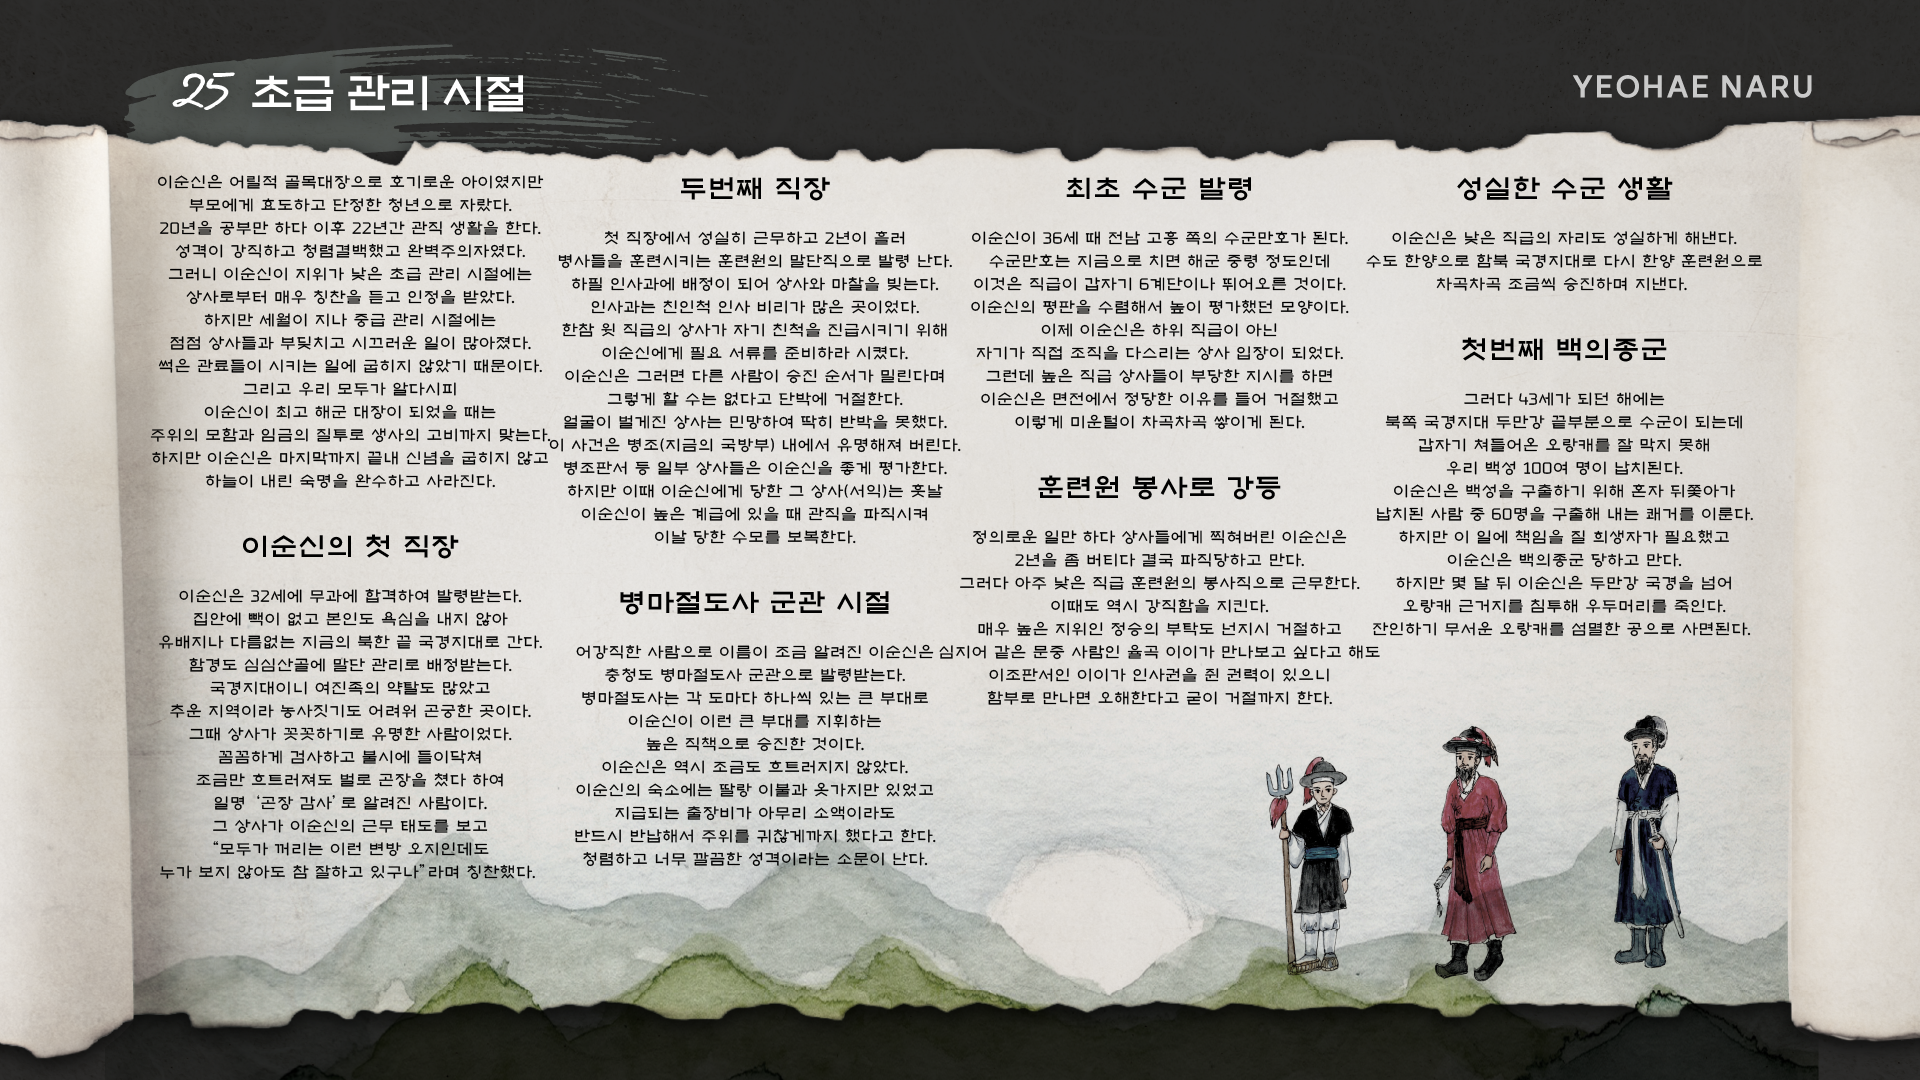 25 초급 관리 시절
YEOHAE NARU
이순신은 어릴적 골목대장으로 호기로운 아이였지만
부모에게 효도하고 단정한 청년으로 자랐다.
20년을 공부만 하다 이후 22년간 관직 생활을 한다.
성격이 강직하고 청렴결백했고 완벽주의자였다.
그러니 이순신이 지위가 낮은 초급 관리 시절에는
상사로부터 매우 칭찬을 듣고 인정을 받았다.
하지만 세월이 지나 중급 관리 시절에는
점점 상사들과 부딪치고 시끄러운 일이 많아졌다.
썩은 관료들이 시키는 일에 굽히지 않았기 때문이다.
그리고 우리 모두가 알다시피
이순신이 최고 해군 대장이 되었을 때는
주위의 모함과 임금의 질투로 생사의 고비까지 맞는다.
하지만 이순신은 마지막까지 끝내 신념을 굽히지 않고
하늘이 내린 숙명을 완수하고 사라진다.
이순신의 첫 직장
이순신은 32세에 무과에 합격하여 발령받는다.
집안에 빽이 없고 본인도 욕심을 내지 않아
유배지나 다름없는 지금의 북한 끝 국경지대로 간다.
함경도 심심산골에 말단 관리로 배정받는다.
국경지대이니 여진족의 약탈도 많았고
추운 지역이라 농사짓기도 어려워 곤궁한 곳이다.
그때 상사가 꼿꼿하기로 유명한 사람이었다.
꼼꼼하게 검사하고 불시에 들이닥쳐
조금만 흐트러져도 벌로 곤장을 쳤다 하여
일명 ‘곤장 감사’로 알려진 사람이다.
그 상사가 이순신의 근무 태도를 보고
“모두가 꺼리는 이런 변방 오지인데도
누가 보지 않아도 참 잘하고 있구나”라며 칭찬했다.
두번째 직장
첫 직장에서 성실히 근무하고 2년이 흘러
병사들을 훈련시키는 훈련원의 말단직으로 발령 난다.
하필 인사과에 배정이 되어 상사와 마찰을 빚는다.
인사과는 친인척 인사 비리가 많은 곳이었다.
한참 윗 직급의 상사가 자기 친척을 진급시키기 위해
이순신에게 필요 서류를 준비하라 시켰다.
이순신은 그러면 다른 사람이 승진 순서가 밀린다며
그렇게 할 수는 없다고 단박에 거절한다.
얼굴이 벌게진 상사는 민망하여 딱히 반박을 못했다.
이 사건은 병조(지금의 국방부) 내에서 유명해져 버린다.
병조판서 등 일부 상사들은 이순신을 좋게 평가한다.
하지만 이때 이순신에게 당한 그 상사(서익)는 훗날
이순신이 높은 계급에 있을 때 관직을 파직시켜
이날 당한 수모를 보복한다.
병마절도사 군관 시절
어강직한 사람으로 이름이 조금 알려진 이순신은
충청도 병마절도사 군관으로 발령받는다.
병마절도사는 각 도마다 하나씩 있는 큰 부대로
이순신이 이런 큰 부대를 지휘하는
높은 직책으로 승진한 것이다.
이순신은 역시 조금도 흐트러지지 않았다.
이순신의 숙소에는 딸랑 이불과 옷가지만 있었고
지급되는 출장비가 아무리 소액이라도
반드시 반납해서 주위를 귀찮게까지 했다고 한다.
청렴하고 너무 깔끔한 성격이라는 소문이 난다.
최초 수군 발령
이순신이 36세 때 전남 고흥 쪽의 수군만호가 된다.
수군만호는 지금으로 치면 해군 중령 정도인데
이것은 직급이 갑자기 6계단이나 뛰어오른 것이다.
이순신의 평판을 수렴해서 높이 평가했던 모양이다.
이제 이순신은 하위 직급이 아닌
자기가 직접 조직을 다스리는 상사 입장이 되었다.
그런데 높은 직급 상사들이 부당한 지시를 하면
이순신은 면전에서 정당한 이유를 들어 거절했고
이렇게 미운털이 차곡차곡 쌓이게 된다.
훈련원 봉사로 강등
정의로운 일만 하다 상사들에게 찍혀버린 이순신은
2년을 좀 버티다 결국 파직당하고 만다.
그러다 아주 낮은 직급 훈련원의 봉사직으로 근무한다.
이때도 역시 강직함을 지킨다.
매우 높은 지위인 정승의 부탁도 넌지시 거절하고
심지어 같은 문중 사람인 율곡 이이가 만나보고 싶다고 해도
이조판서인 이이가 인사권을 쥔 권력이 있으니
함부로 만나면 오해한다고 굳이 거절까지 한다.
성실한 수군 생활
이순신은 낮은 직급의 자리도 성실하게 해낸다.
수도 한양으로 함북 국경지대로 다시 한양 훈련원으로
차곡차곡 조금씩 승진하며 지낸다.
첫번째 백의종군
그러다 43세가 되던 해에는
북쪽 국경지대 두만강 끝부분으로 수군이 되는데
갑자기 쳐들어온 오랑캐를 잘 막지 못해
우리 백성 100여 명이 납치된다.
이순신은 백성을 구출하기 위해 혼자 뒤쫓아가
납치된 사람 중 60명을 구출해 내는 쾌거를 이룬다.
하지만 이 일에 책임을 질 희생자가 필요했고
이순신은 백의종군 당하고 만다.
하지만 몇 달 뒤 이순신은 두만강 국경을 넘어
오랑캐 근거지를 침투해 우두머리를 죽인다.
잔인하기 무서운 오랑캐를 섬멸한 공으로 사면된다.